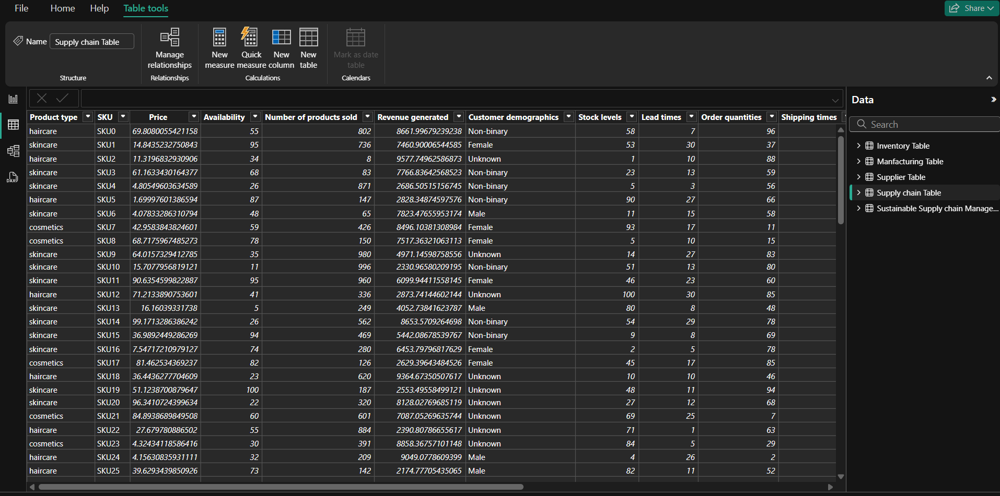 File Home Help Table tools Share
Name Supply chain Table
Manage relationships
New measure
Quick measure
New column
New table
Mark as date table
Structure Relationships Calculations Calendars
Data
Search
Inventory Table
Manfacturing Table
Supplier Table
Supply chain Table
Sustainable Supply chain Manage...
DAX
Product type SKU Price Availability Number of products sold Revenue generated Customer demographics Stock levels Lead times Order quantities Shipping times
haircare SKU0 69.8080055421158 55 802 8661.99679239238 Non-binary 58 7 96
skincare SKU1 14.8435232750843 95 736 7460.90006544585 Female 53 30 37
haircare SKU2 11.3196832930906 34 8 9577.74962586873 Unknown 1 10 88
skincare SKU3 61.1633430164377 68 83 7766.83642568523 Non-binary 23 13 59
skincare SKU4 4.80549603634589 26 871 2686.50515156745 Non-binary 5 3 56
haircare SKU5 1.69997601386594 87 147 2828.34874597576 Non-binary 90 27 66
skincare SKU6 4.07833286310794 48 65 7823.47655953174 Male 11 15 58
cosmetics SKU7 42.9583843824601 59 426 8496.10381308984 Female 93 17 11
cosmetics SKU8 68.7175967485273 78 150 7517.36321063113 Female 5 10 15
skincare SKU9 64.0157329412785 35 980 4971.14598758556 Unknown 14 27 83
skincare SKU10 15.7077956819121 11 996 2330.96580209195 Non-binary 51 13 80
skincare SKU11 90.6354599822887 95 960 6099.94411558145 Female 46 23 60
haircare SKU12 71.2133890753601 41 336 2873.74144602144 Unknown 100 30 85
skincare SKU13 16.16039331738 5 249 4052.73841623787 Male 80 8 48
skincare SKU14 99.1713286386242 26 562 8653.5709264698 Non-binary 54 29 78
skincare SKU15 36.9892449286269 94 469 5442.08678539767 Non-binary 9 8 69
skincare SKU16 7.54717210979127 74 280 6453.79796817629 Female 2 5 78
cosmetics SKU17 81.462534369237 82 126 2629.39643484526 Female 45 17 85
haircare SKU18 36.4436277704609 23 620 9364.67350507617 Unknown 10 10 46
skincare SKU19 51.1238700879647 100 187 2553.49558499121 Unknown 48 11 94
skincare SKU20 96.3410724399634 22 320 8128.02769685119 Unknown 27 12 68
cosmetics SKU21 84.8938689849508 60 601 7087.05269635744 Unknown 69 25 7
haircare SKU22 27.679780886502 55 884 2390.80786655617 Unknown 71 1 63
cosmetics SKU23 4.32434118586416 30 391 8858.36757101148 Unknown 84 5 29
haircare SKU24 4.15630835931111 32 209 9049.0778609399 Male 4 26 2
haircare SKU25 39.6293439850926 73 142 2174.77705435065 Male 82 11 52